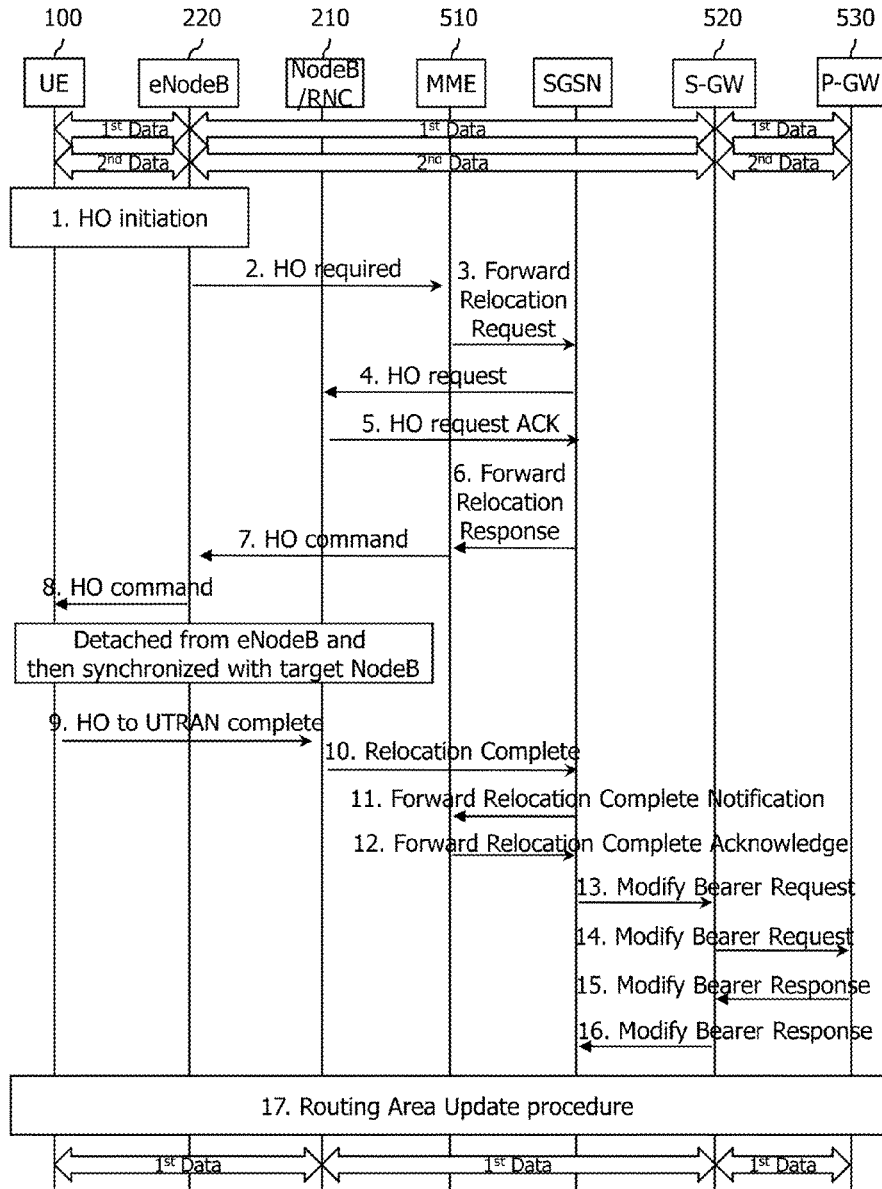 100 220 210 510 520 530
UE eNodeB NodeB MME SGSN S-GW P-GW
/RNC
1st Data 1st Data 1st Data
2nd Data 2nd Data 2nd Data
1. HO initiation
2. HO required
3. Forward
Relocation
Request
4. HO request
5. HO request ACK
6. Forward
Relocation
Response
7. HO command
8. HO command
Detached from eNodeB and
then synchronized with target NodeB
9. HO to UTRAN complete
10. Relocation Complete
11. Forward Relocation Complete Notification
12. Forward Relocation Complete Acknowledge
13. Modify Bearer Request
14. Modify Bearer Request
15. Modify Bearer Response
16. Modify Bearer Response
17. Routing Area Update procedure
1st Data 1st Data 1st Data